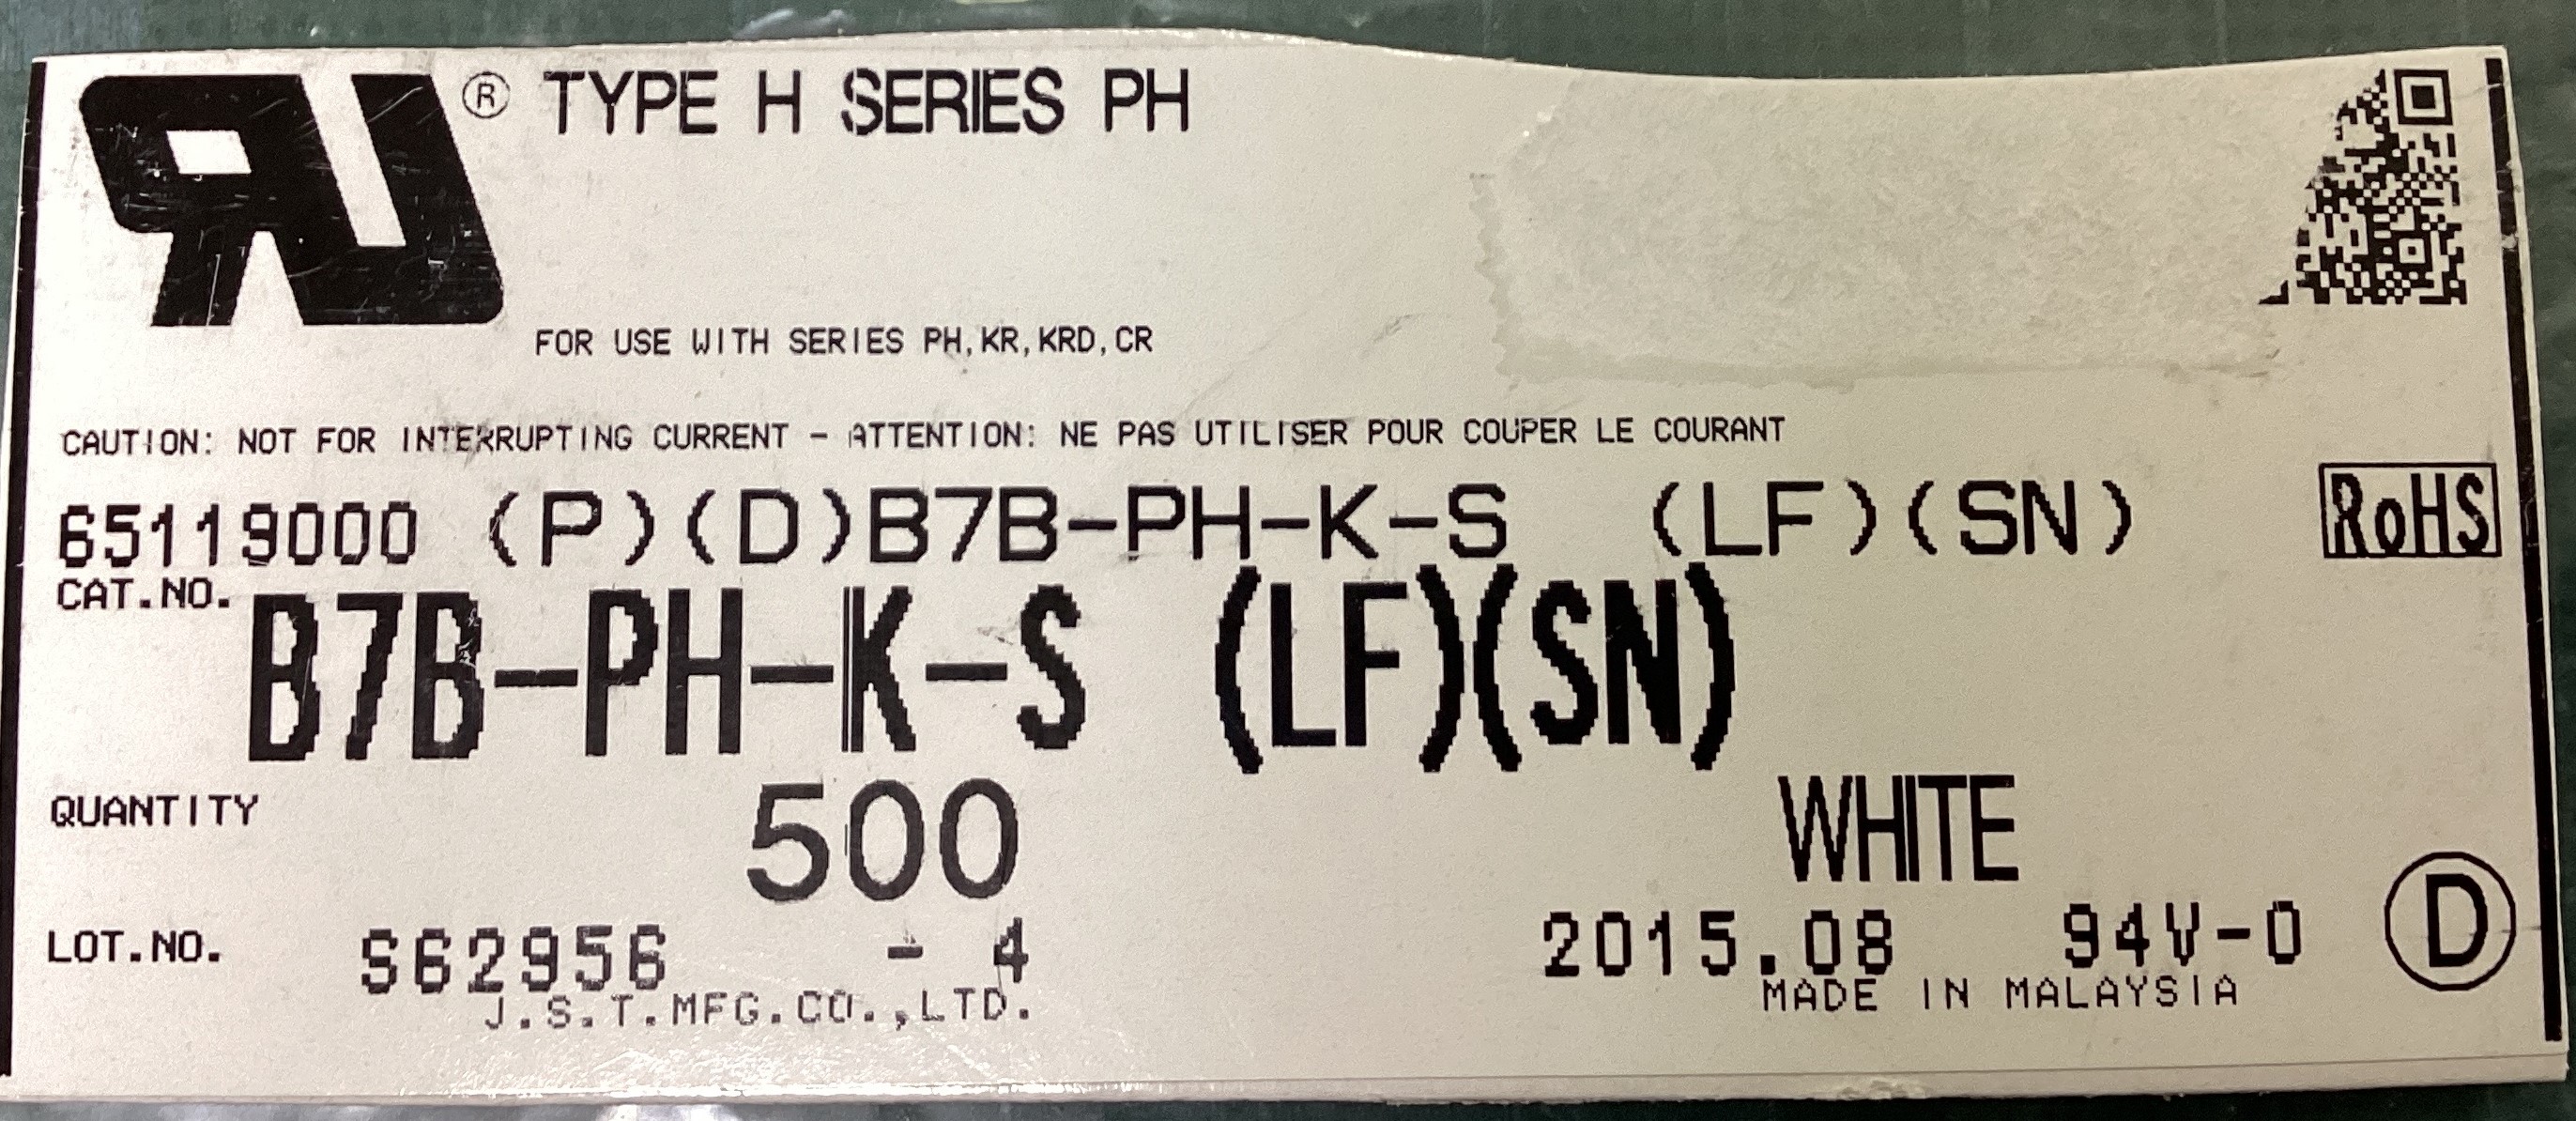 ® TYPE H SERIES PH
FOR USE WITH SERIES PH,KR,KRD,CR
CAUTION: NOT FOR INTERRUPTING CURRENT - ATTENTION: NE PAS UTILISER POUR COUPER LE COURANT
65119000 (P)(D)B7B-PH-K-S (LF)(SN) RoHS
CAT.NO. B7B-PH-K-S (LF)(SN)
QUANTITY 500 WHITE
LOT.NO. S62956 - 4 2015.08 94V-0 D
J.S.T.MFG.CO.,LTD. MADE IN MALAYSIA